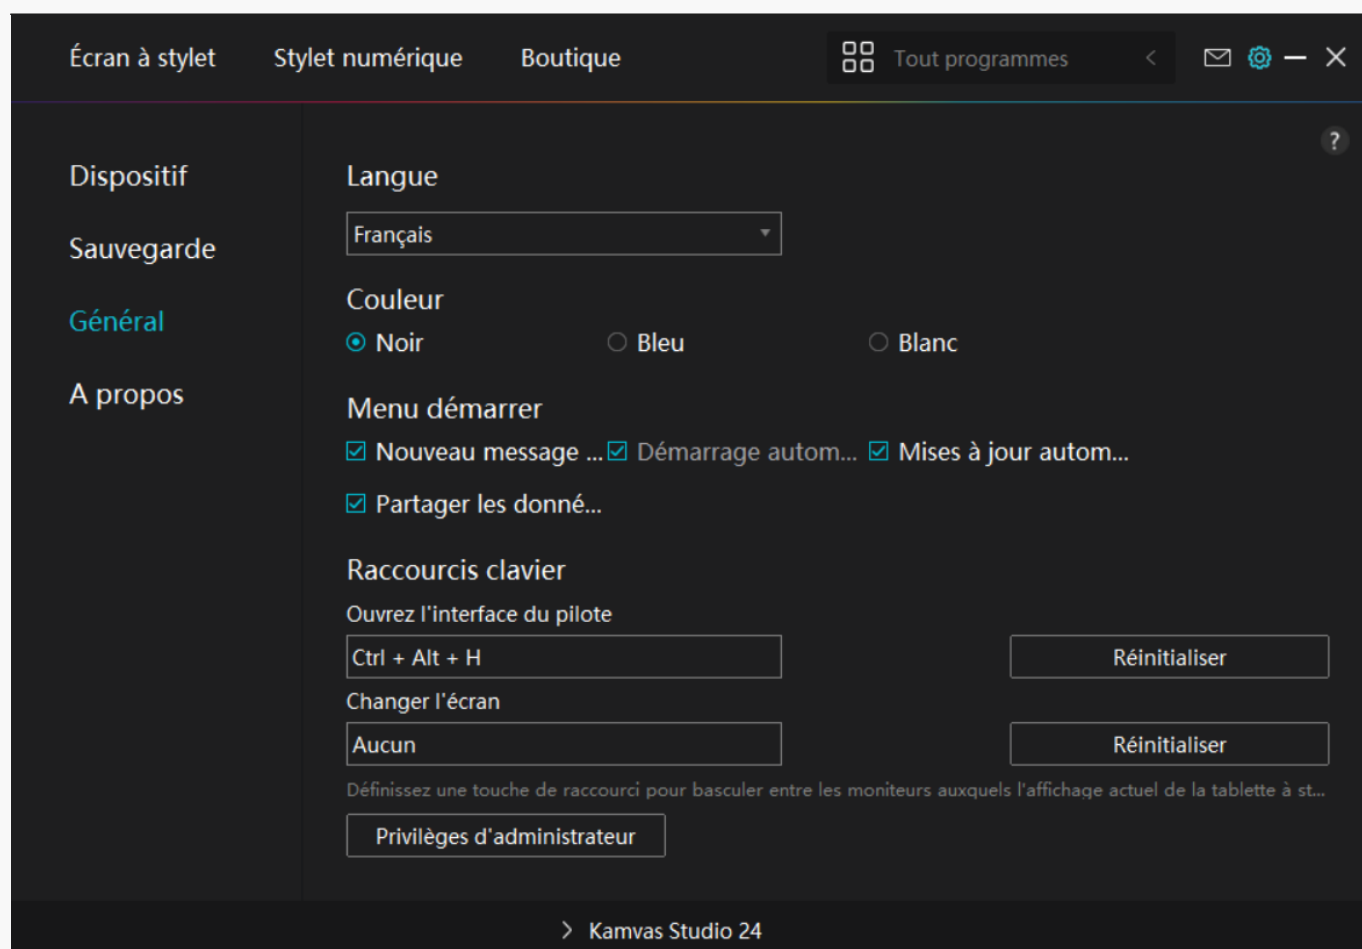 Écran à stylet Stylet numérique Boutique Tout programmes
?
Dispositif
Sauvegarde
Général
A propos
Langue
Français
Couleur
Noir Bleu Blanc
Menu démarrer
Nouveau message ... Démarrage autom... Mises à jour autom...
Partager les donné...
Raccourcis clavier
Ouvrez l'interface du pilote
Ctrl + Alt + H Réinitialiser
Changer l'écran
Aucun Réinitialiser
Définissez une touche de raccourci pour basculer entre les moniteurs auxquels l'affichage actuel de la tablette à st...
Privilèges d'administrateur
Kamvas Studio 24